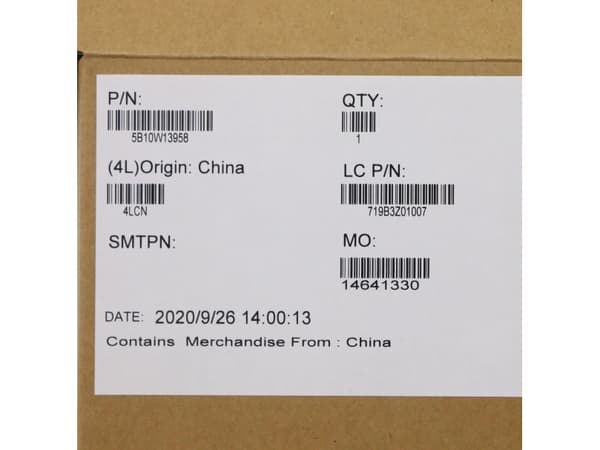 P/N:
5B10W13958
QTY:
1
(4L)Origin: China
4LCN
LC P/N:
719B3Z01007
SMTPN:
MO:
14641330
DATE: 2020/9/26 14:00:13
Contains Merchandise From : China